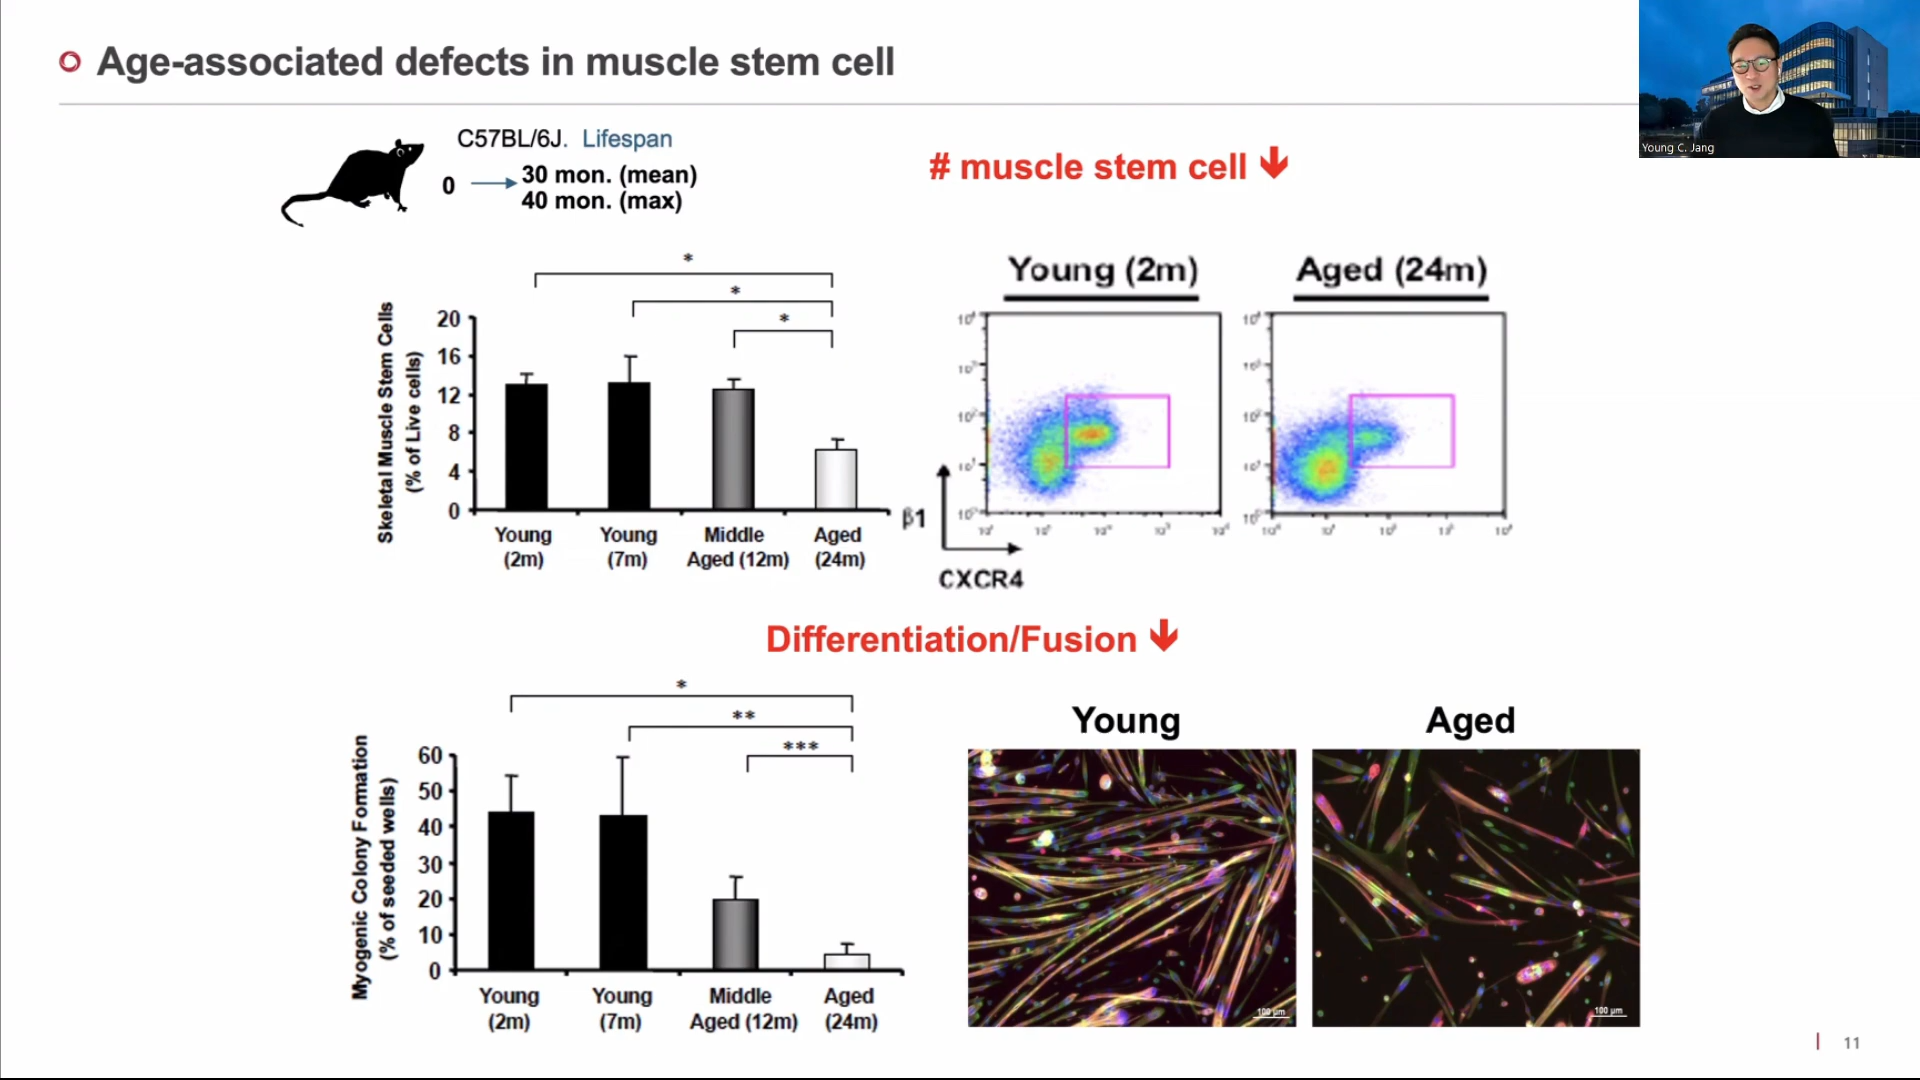 Age-associated defects in muscle stem cell
Young C. Jang
C57BL/6J. Lifespan
0
30 mon. (mean)
40 mon. (max)
# muscle stem cell
*
*
*
Skeletal Muscle Stem Cells
(% of Live cells)
20
16
12
8
4
0
Young
(2m)
Young
(7m)
Middle
Aged (12m)
Aged
(24m)
Young (2m)
Aged (24m)
β1
CXCR4
Differentiation/Fusion
*
**
***
Myogenic Colony Formation
(% of seeded wells)
60
50
40
30
20
10
0
Young
(2m)
Young
(7m)
Middle
Aged (12m)
Aged
(24m)
Young
Aged
100 µm
100 µm
11